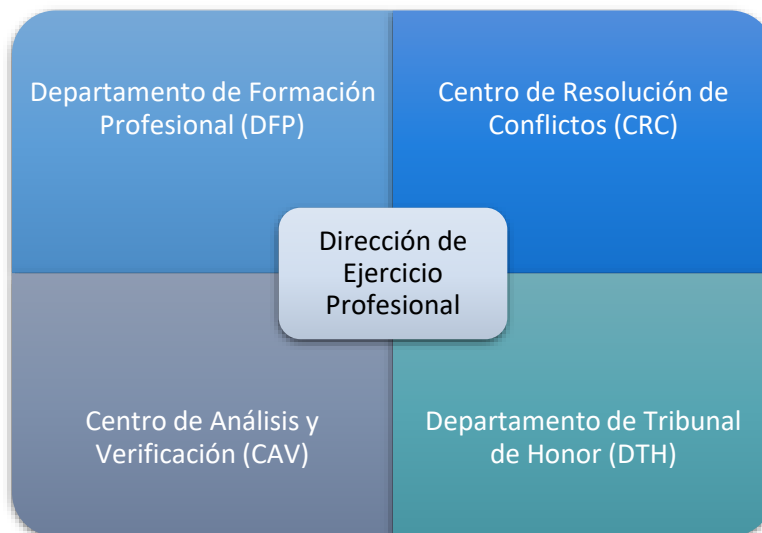 Departamento de Formación
Profesional (DFP)
Centro de Resolución de
Conflictos (CRC)
Dirección de
Ejercicio
Profesional
Centro de Análisis y
Verificación (CAV)
Departamento de Tribunal
de Honor (DTH)